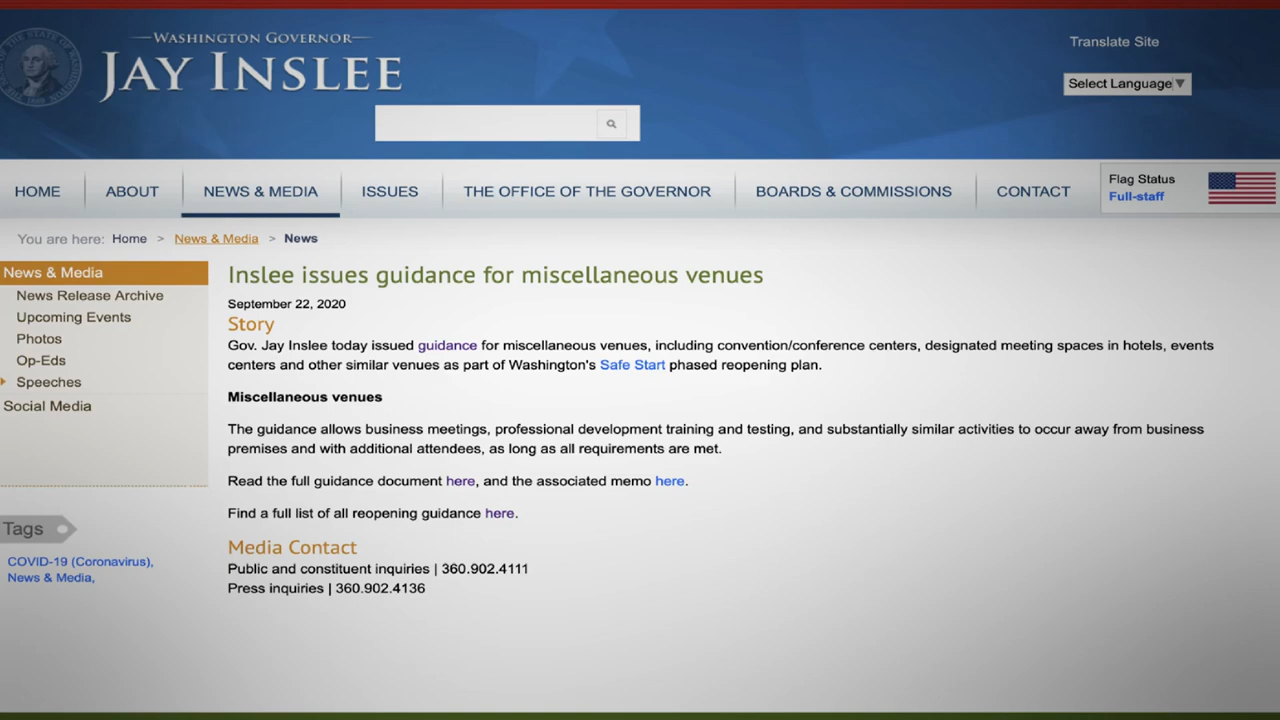 WASHINGTON GOVERNOR
JAY INSLEE
Translate Site
Select Language
HOME
ABOUT
NEWS & MEDIA
ISSUES
THE OFFICE OF THE GOVERNOR
BOARDS & COMMISSIONS
CONTACT
Flag Status
Full-staff
You are here: Home > News & Media > News
News & Media
News Release Archive
Upcoming Events
Photos
Op-Eds
Speeches
Social Media
Tags
COVID-19 (Coronavirus),
News & Media,
Inslee issues guidance for miscellaneous venues
September 22, 2020
Story
Gov. Jay Inslee today issued guidance for miscellaneous venues, including convention/conference centers, designated meeting spaces in hotels, events
centers and other similar venues as part of Washington's Safe Start phased reopening plan.
Miscellaneous venues
The guidance allows business meetings, professional development training and testing, and substantially similar activities to occur away from business
premises and with additional attendees, as long as all requirements are met.
Read the full guidance document here, and the associated memo here.
Find a full list of all reopening guidance here.
Media Contact
Public and constituent inquiries | 360.902.4111
Press inquiries | 360.902.4136